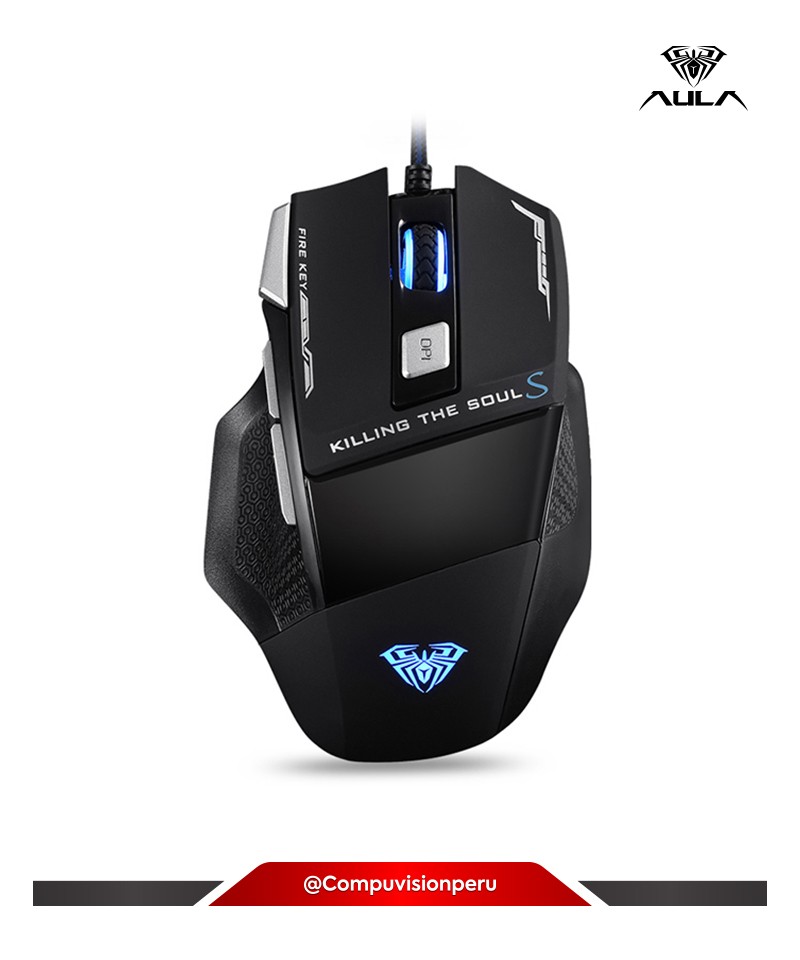 AULA
FIRE KEY
DPI
KILLING THE SOUL S
@Compuvisionperu